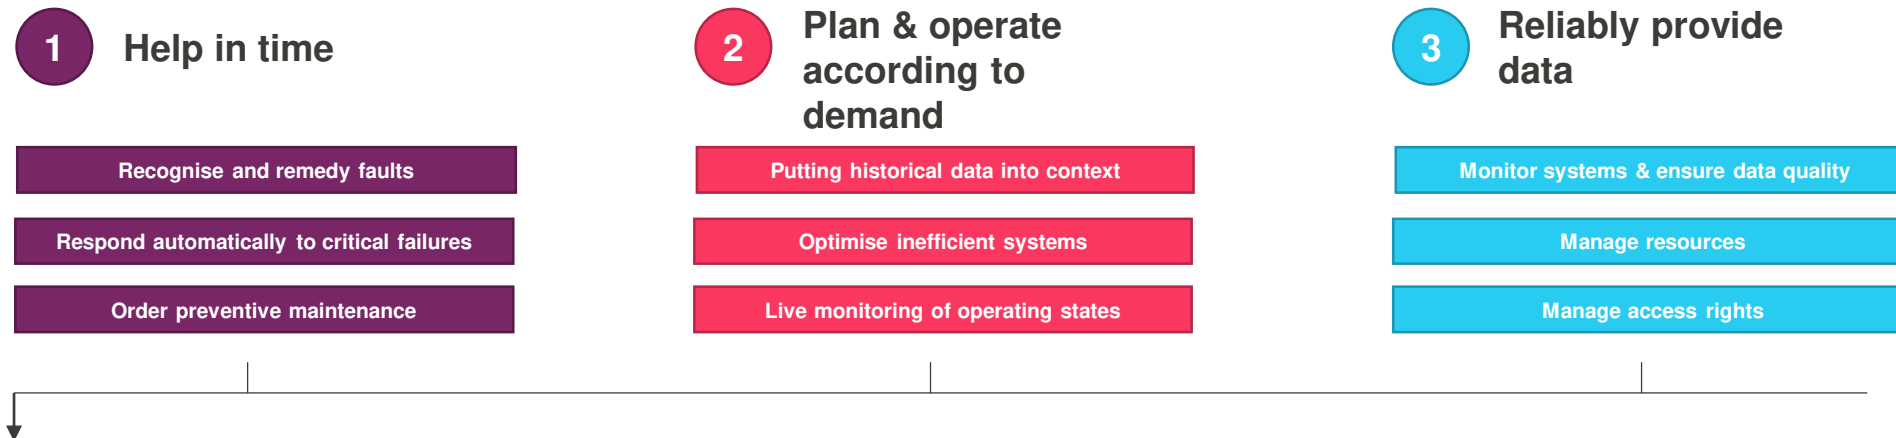 1
Help in time
Recognise and remedy faults
Respond automatically to critical failures
Order preventive maintenance
2
Plan & operate
according to
demand
Putting historical data into context
Optimise inefficient systems
Live monitoring of operating states
3
Reliably provide
data
Monitor systems & ensure data quality
Manage resources
Manage access rights